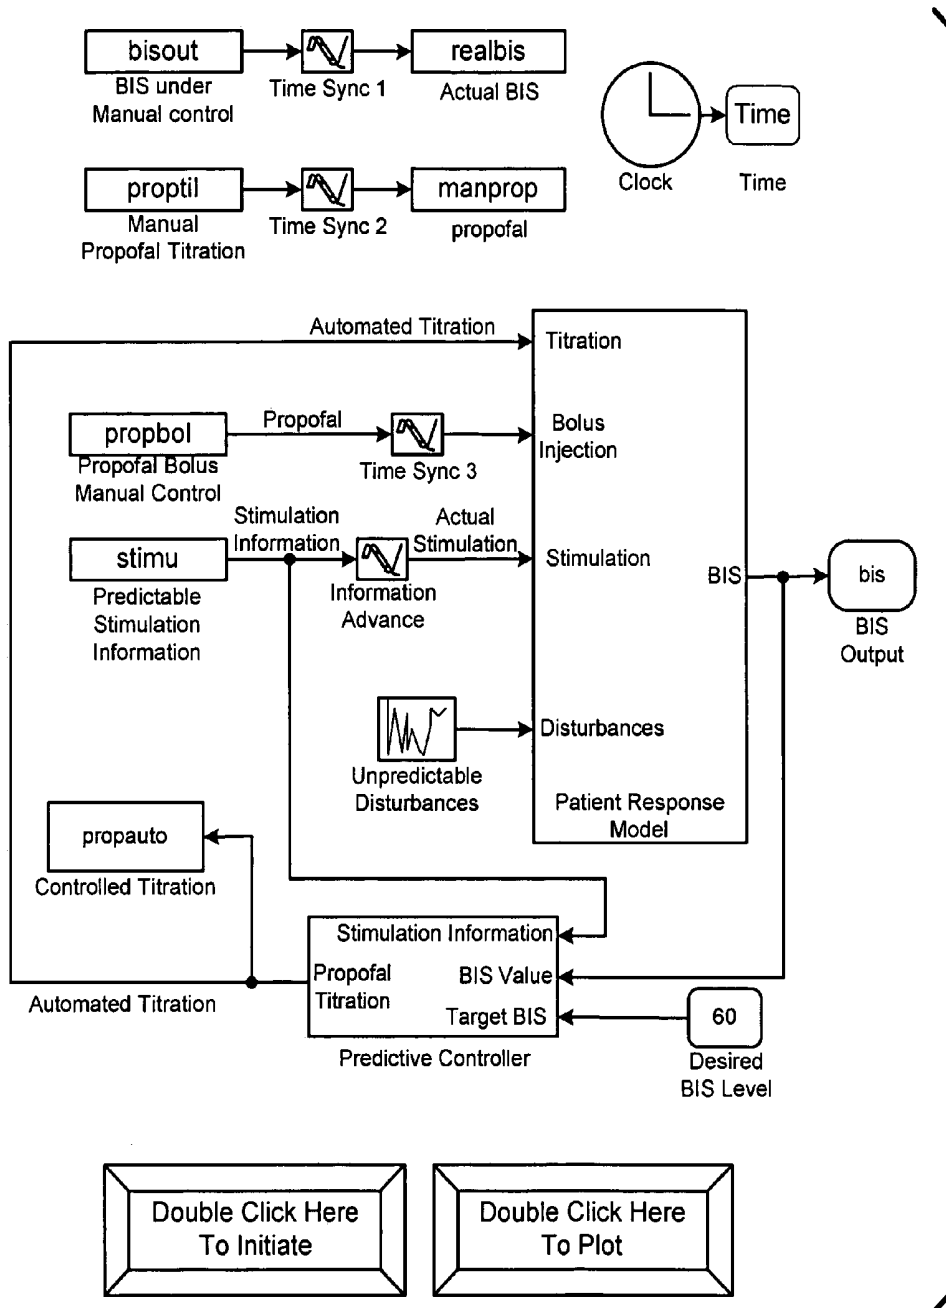 bisout
BIS under
Manual control
Time Sync 1
realbis
Actual BIS
Clock
Time
Time
proptil
Manual
Propofal Titration
Time Sync 2
manprop
propofal
Automated Titration
Titration
propbol
Propofal Bolus
Manual Control
Propofal
Time Sync 3
Bolus
Injection
Stimulation
Information
Actual
Stimulation
stimu
Predictable
Stimulation
Information
Information
Advance
Stimulation
BIS
bis
BIS
Output
Unpredictable
Disturbances
Disturbances
Patient Response
Model
propauto
Controlled Titration
Stimulation Information
Propofal
Titration
BIS Value
Target BIS
Automated Titration
Predictive Controller
60
Desired
BIS Level
Double Click Here
To Initiate
Double Click Here
To Plot